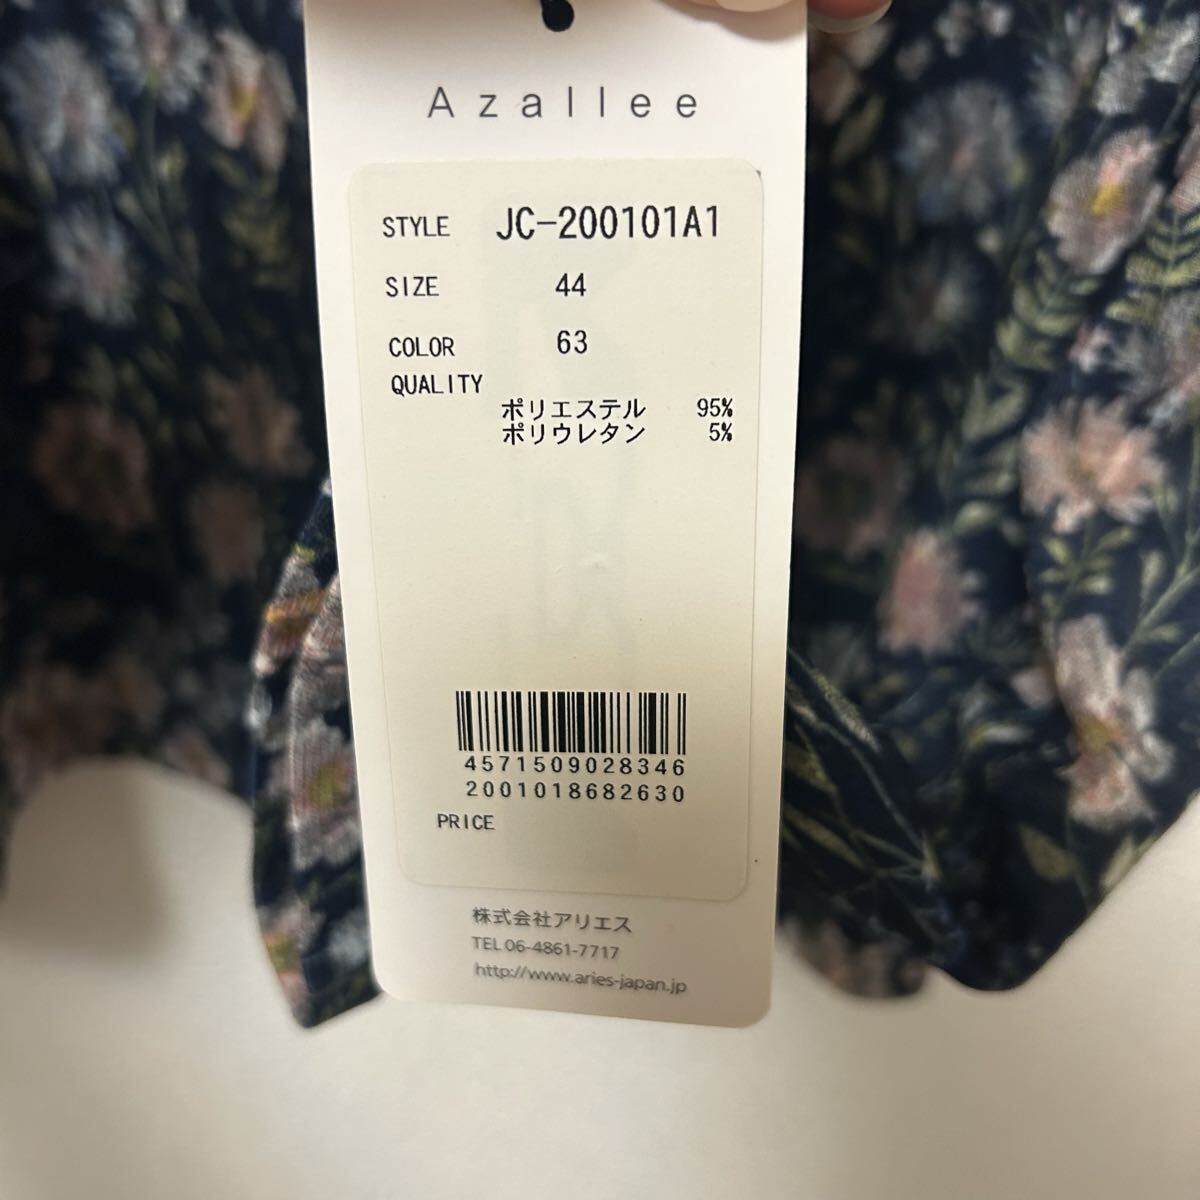 Azallee
STYLE JC-200101A1
SIZE 44
COLOR 63
QUALITY
ポリエステル 95%
ポリウレタン 5%
4571509028346
2001018682630
PRICE
株式会社アリエス
TEL 06-4861-7717
http://www.aries-japan.jp